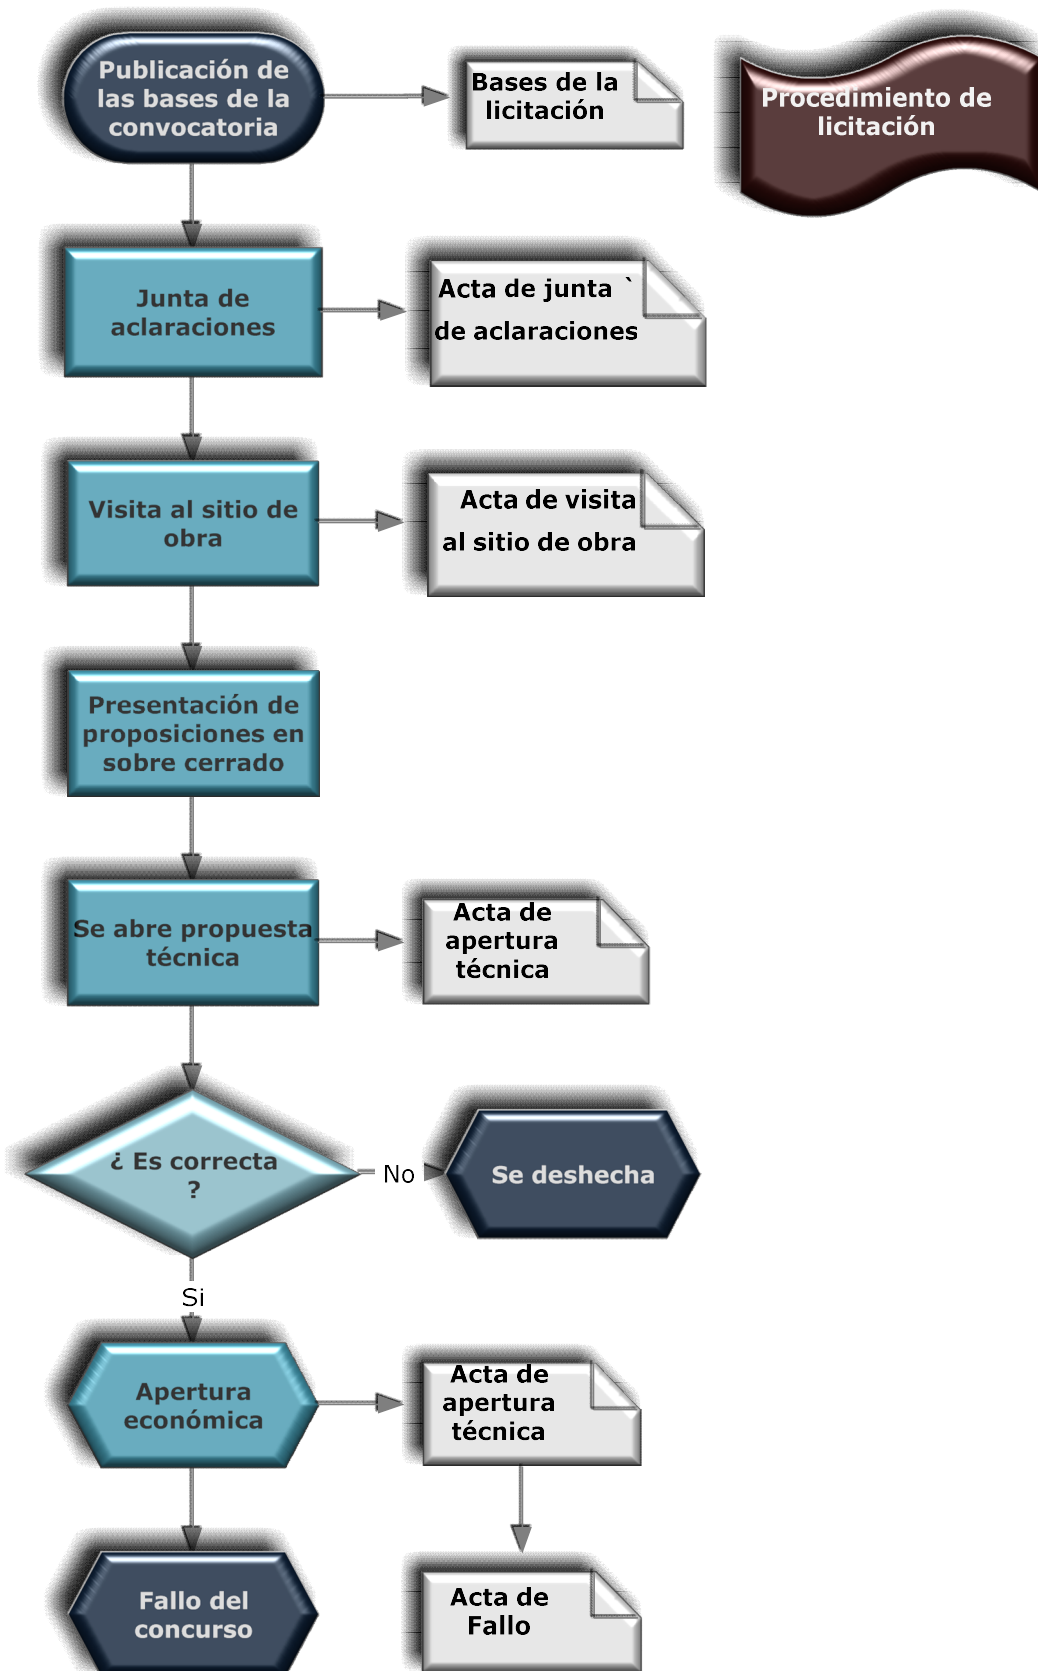 Publicación de
las bases de la
convocatoria
Bases de la
licitación
Procedimiento de
licitación
Junta de
aclaraciones
Acta de junta `
de aclaraciones
Visita al sitio de
obra
Acta de visita
al sitio de obra
Presentación de
proposiciones en
sobre cerrado
Se abre propuesta
técnica
Acta de
apertura
técnica
¿ Es correcta
?
No
Se deshecha
Si
Apertura
económica
Acta de
apertura
técnica
Fallo del
concurso
Acta de
Fallo